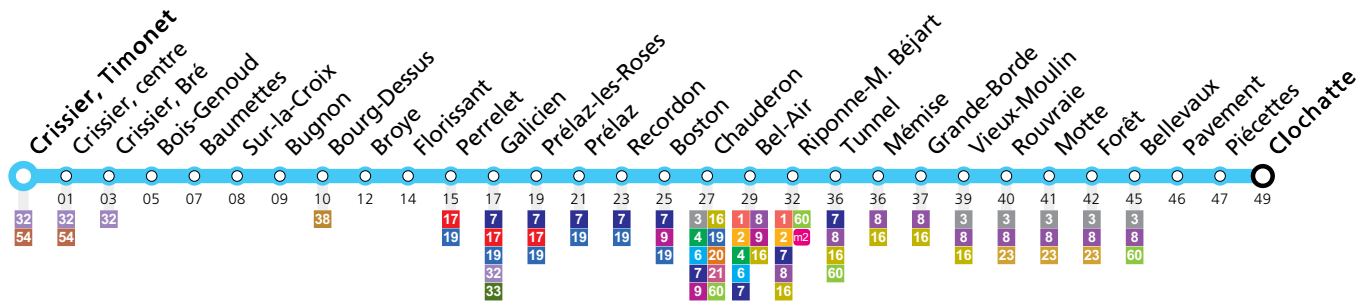 Crissier, Timonet
Crissier, centre
Crissier, Bré
Bois-Genoud
Baumettes
Sur-la-Croix
Bugnon
Bourg-Dessus
Broye
Florissant
Perrelet
Galicien
Prélaz-les-Roses
Prélaz
Recordon
Boston
Chauderon
Bel-Air
Riponne-M. Béjart
Tunnel
Mémise
Grande-Borde
Vieux-Moulin
Rouvraie
Motte
Forêt
Bellevaux
Pavement
Piécettes
Clochatte
01 03 05 07 08 09 10 12 14 15 17 19 21 23 25 27 29 32 36 36 37 39 40 41 42 45 46 47 49
32 32 32 38 17 7 7 7 7 7 3 16 1 8 1 60 7 8 8 3 3 3 3 3
54 54 19 17 17 19 19 9 4 19 2 9 2 m2 8 16 16 8 8 8 8 8
19 19 19 6 20 4 16 7 16 16 23 23 23 60
32 7 21 6 8 60
33 9 60 7 16